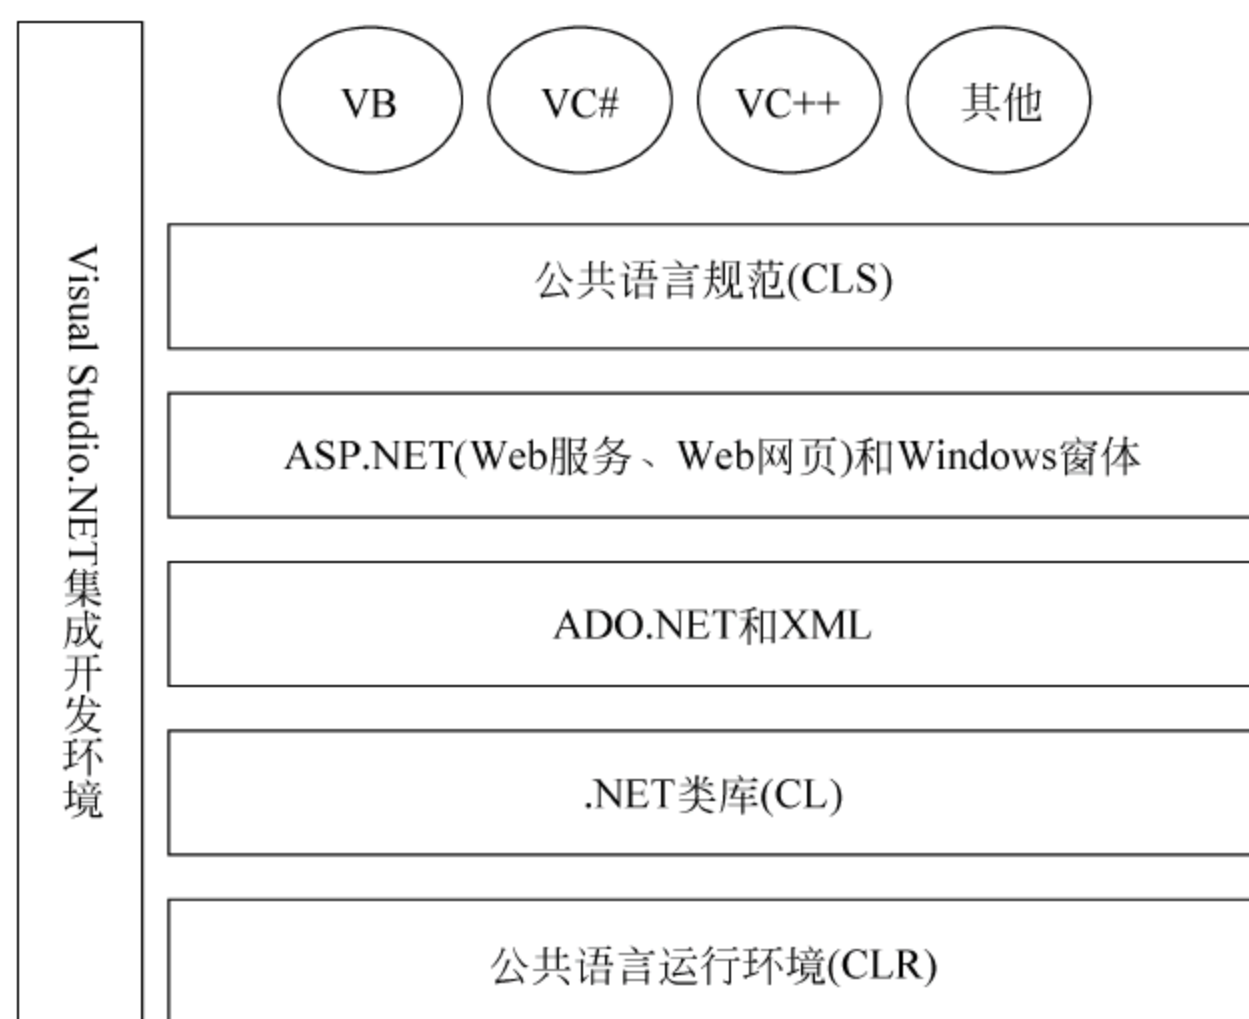 VB
VC#
VC++
其他
Visual Studio.NET集成开发环境
公共语言规范(CLS)
ASP.NET(Web服务、Web网页)和Windows窗体
ADO.NET和XML
.NET类库(CL)
公共语言运行环境(CLR)